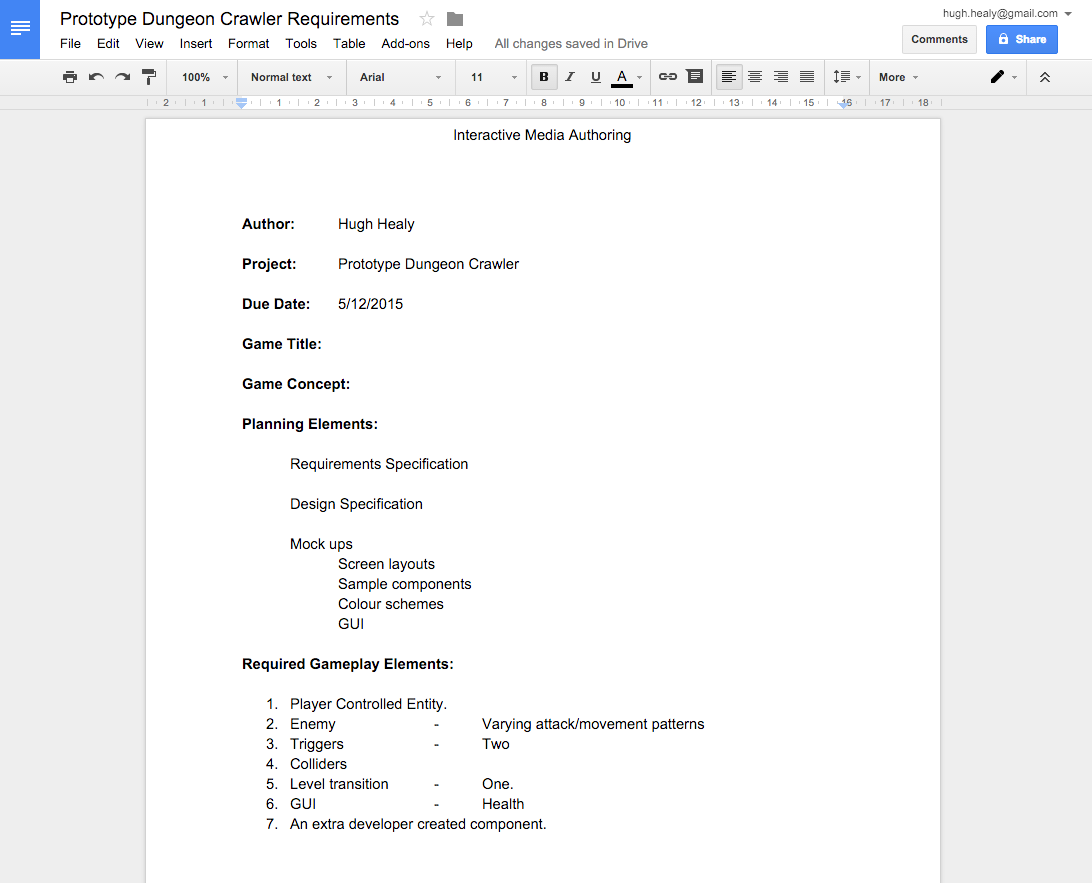 Prototype Dungeon Crawler Requirements
hugh.healy@gmail.com
File Edit View Insert Format Tools Table Add-ons Help All changes saved in Drive
Comments Share
100% Normal text Arial 11 B I U A More
2 1 1 2 3 4 5 6 7 8 9 10 11 12 13 14 15 16 17 18
Interactive Media Authoring
Author: Hugh Healy
Project: Prototype Dungeon Crawler
Due Date: 5/12/2015
Game Title:
Game Concept:
Planning Elements:
Requirements Specification
Design Specification
Mock ups
Screen layouts
Sample components
Colour schemes
GUI
Required Gameplay Elements:
1. Player Controlled Entity.
2. Enemy - Varying attack/movement patterns
3. Triggers - Two
4. Colliders
5. Level transition - One.
6. GUI - Health
7. An extra developer created component.